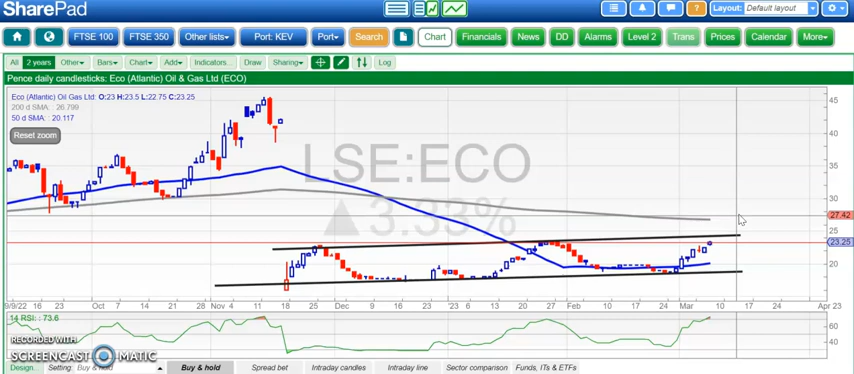 SharePad
Layout: Default layout
FTSE 100 FTSE 350 Other lists Port: KEV Port Search Chart Financials News DD Alarms Level 2 Trans Prices Calendar More
All 2 years Other Bars Chart Indicators... Draw Sharing Log
Pence daily candlesticks: Eco (Atlantic) Oil & Gas Ltd (ECO)
Eco (Atlantic) Oil Gas Ltd: O:23 H:23.5 L:22.75 C:23.25
200 d SMA: 26.799
50 d SMA: 20.117
Reset zoom
LSE:ECO
▲3.33%
45
40
35
30
27.42
25
23.25
20
9/9/22 16 23 Oct 7 14 21 Nov 4 11 18 25 Dec 9 16 23 '23 6 13 20 27 Feb 10 17 24 Mar 10 17 24 Apr 23
14 RSI: : 73.6
60
40
RECORDED WITH
SCREENCAST MATIC
Design... Setting: Buy & hold Buy & hold Spread bet Intraday candles Intraday line Sector comparison Funds, ITs & ETFs